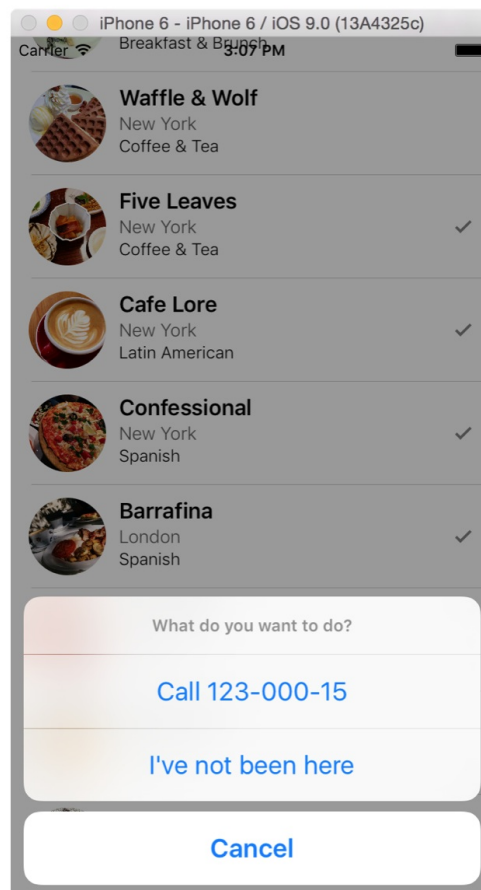 iPhone 6 - iPhone 6 / iOS 9.0 (13A4325c)
Breakfast & Brunch
Carrier 3:07 PM
Waffle & Wolf
New York
Coffee & Tea
Five Leaves
New York
Coffee & Tea
Cafe Lore
New York
Latin American
Confessional
New York
Spanish
Barrafina
London
Spanish
What do you want to do?
Call 123-000-15
I've not been here
Cancel